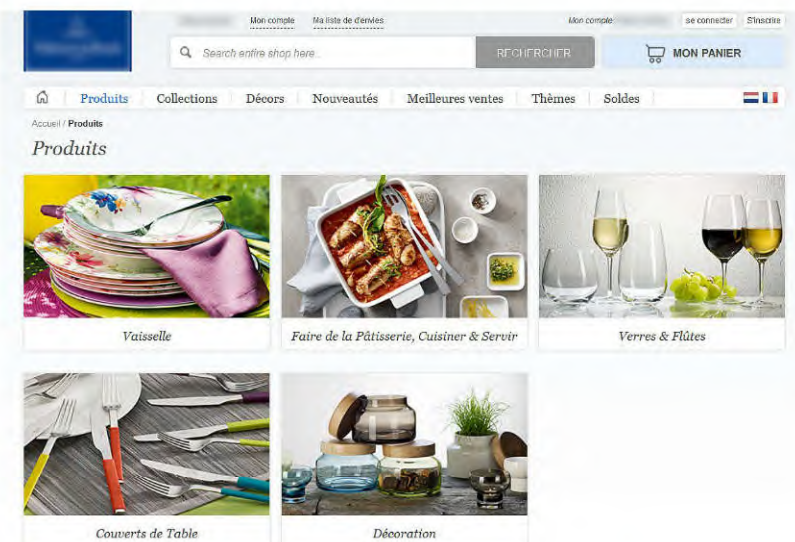 Mon compte Ma liste de d'envies Mon compte se connecter S'inscrire
Search entire shop here... RECHERCHER MON PANIER
Produits Collections Décors Nouveautés Meilleures ventes Thèmes Soldes
Accueil / Produits
Produits
Vaisselle Faire de la Pâtisserie, Cuisiner & Servir Verres & Flûtes
Couverts de Table Décoration